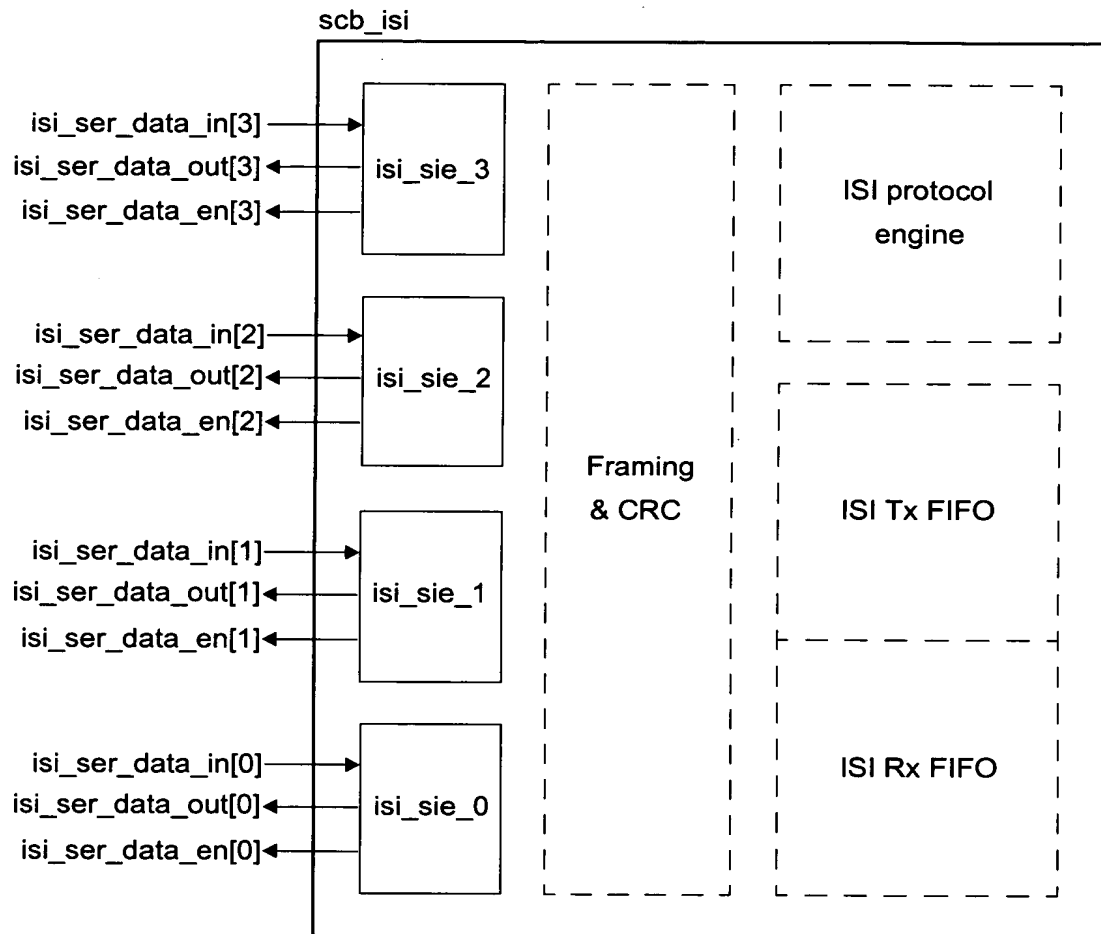 scb_isi
isi_ser_data_in[3]
isi_ser_data_out[3]
isi_ser_data_en[3]
isi_sie_3
isi_ser_data_in[2]
isi_ser_data_out[2]
isi_ser_data_en[2]
isi_sie_2
isi_ser_data_in[1]
isi_ser_data_out[1]
isi_ser_data_en[1]
isi_sie_1
isi_ser_data_in[0]
isi_ser_data_out[0]
isi_ser_data_en[0]
isi_sie_0
Framing
& CRC
ISI protocol
engine
ISI Tx FIFO
ISI Rx FIFO